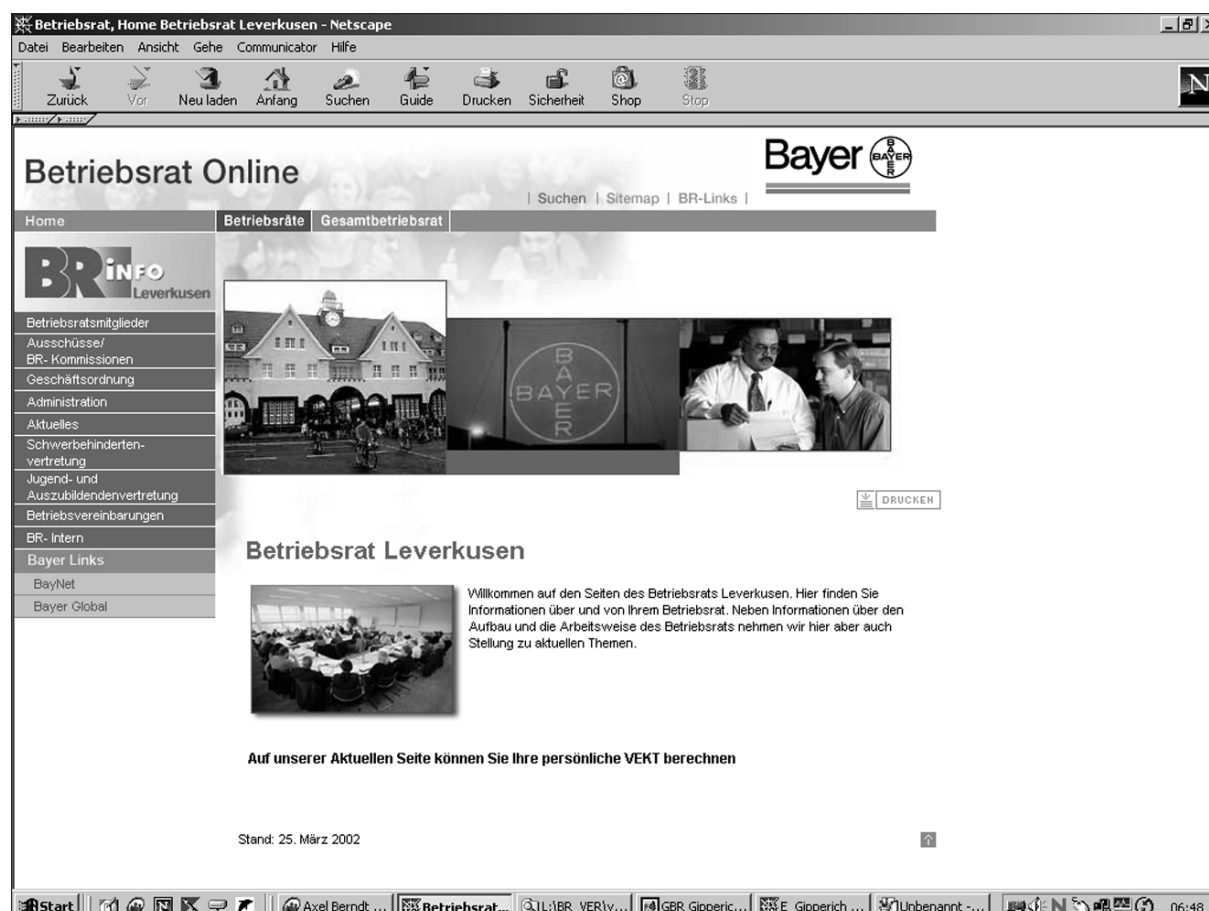 Betriebsrat, Home Betriebsrat Leverkusen - Netscape
Datei Bearbeiten Ansicht Gehe Communicator Hilfe
Zurück Vor Neu laden Anfang Suchen Guide Drucken Sicherheit Shop Stop
N
Betriebsrat Online
Bayer
BAYER
BAYER
| Suchen | Sitemap | BR-Links |
Home
Betriebsräte Gesamtbetriebsrat
BR INFO
Leverkusen
Betriebsratsmitglieder
Ausschüsse/
BR- Kommissionen
Geschäftsordnung
Administration
Aktuelles
Schwerbehinderten-
vertretung
Jugend- und
Auszubildendenvertretung
Betriebsvereinbarungen
BR- Intern
Bayer Links
BayNet
Bayer Global
BAYER
BAYER
DRUCKEN
Betriebsrat Leverkusen
Willkommen auf den Seiten des Betriebsrats Leverkusen. Hier finden Sie
Informationen über und von Ihrem Betriebsrat. Neben Informationen über den
Aufbau und die Arbeitsweise des Betriebsrats nehmen wir hier aber auch
Stellung zu aktuellen Themen.
Auf unserer Aktuellen Seite können Sie Ihre persönliche VEKT berechnen
Stand: 25. März 2002
Start Axel Berndt ... Betriebsrat... L:\BR_VER\v... GBR Gipperic... E_Gipperich ... Unbenannt -... 06:48